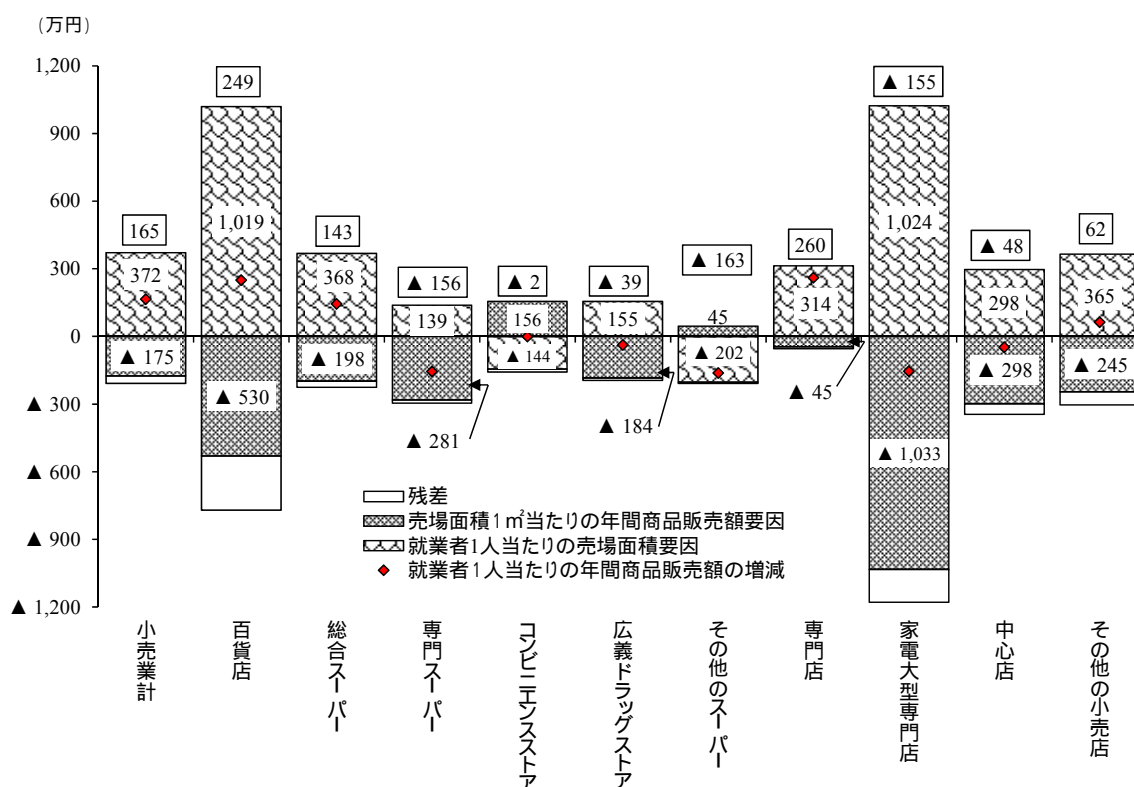 (万円)
1,200
900
600
300
0
▲ 300
▲ 600
▲ 900
▲ 1,200
165
372
▲ 175
249
1,019
▲ 530
143
368
▲ 198
▲ 156
139
▲ 281
▲ 2
156
▲ 144
▲ 39
155
▲ 184
▲ 163
45
▲ 202
260
314
▲ 45
▲ 155
1,024
▲ 1,033
▲ 48
298
▲ 298
62
365
▲ 245
残差
売場面積1㎡当たりの年間商品販売額要因
就業者1人当たりの売場面積要因
就業者1人当たりの年間商品販売額の増減
小売業計
百貨店
総合スーパー
専門スーパー
コンビニエンスストア
広義ドラッグストア
その他のスーパー
専門店
家電大型専門店
中心店
その他の小売店